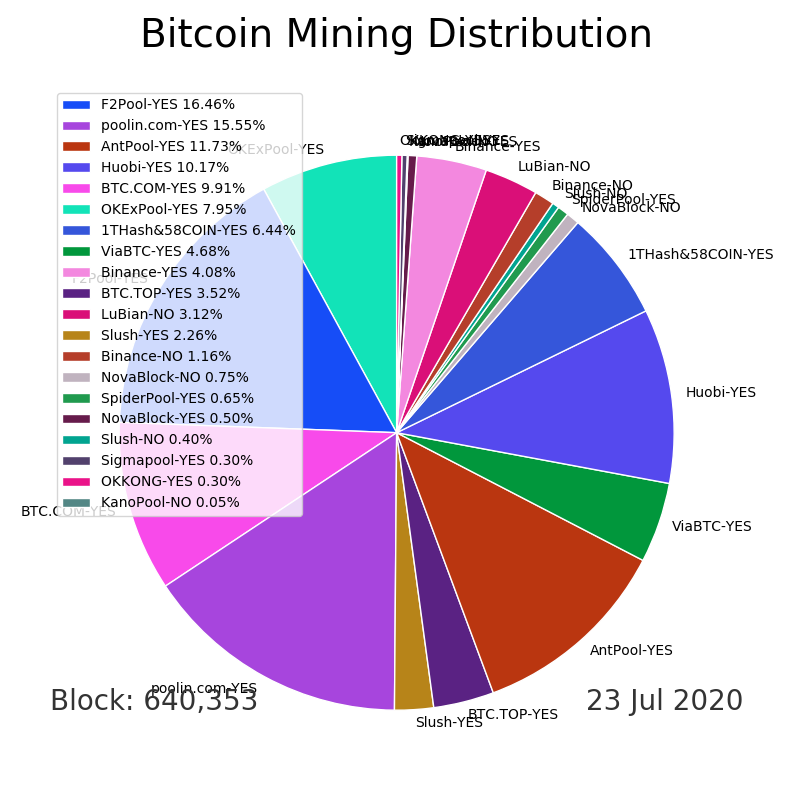 Bitcoin Mining Distribution
F2Pool-YES 16.46%
poolin.com-YES 15.55%
AntPool-YES 11.73%
Huobi-YES 10.17%
BTC.COM-YES 9.91%
OKExPool-YES 7.95%
1THash&58COIN-YES 6.44%
ViaBTC-YES 4.68%
Binance-YES 4.08%
BTC.TOP-YES 3.52%
LuBian-NO 3.12%
Slush-YES 2.26%
Binance-NO 1.16%
NovaBlock-NO 0.75%
SpiderPool-YES 0.65%
NovaBlock-YES 0.50%
Slush-NO 0.40%
Sigmapool-YES 0.30%
OKKONG-YES 0.30%
KanoPool-NO 0.05%
OKExPool-YES
Binance-YES
LuBian-NO
Binance-NO
Slush-NO
SpiderPool-YES
NovaBlock-NO
1THash&58COIN-YES
F2Pool-YES
Huobi-YES
BTC.COM-YES
ViaBTC-YES
AntPool-YES
poolin.com-YES
BTC.TOP-YES
Slush-YES
Block: 640,353
23 Jul 2020